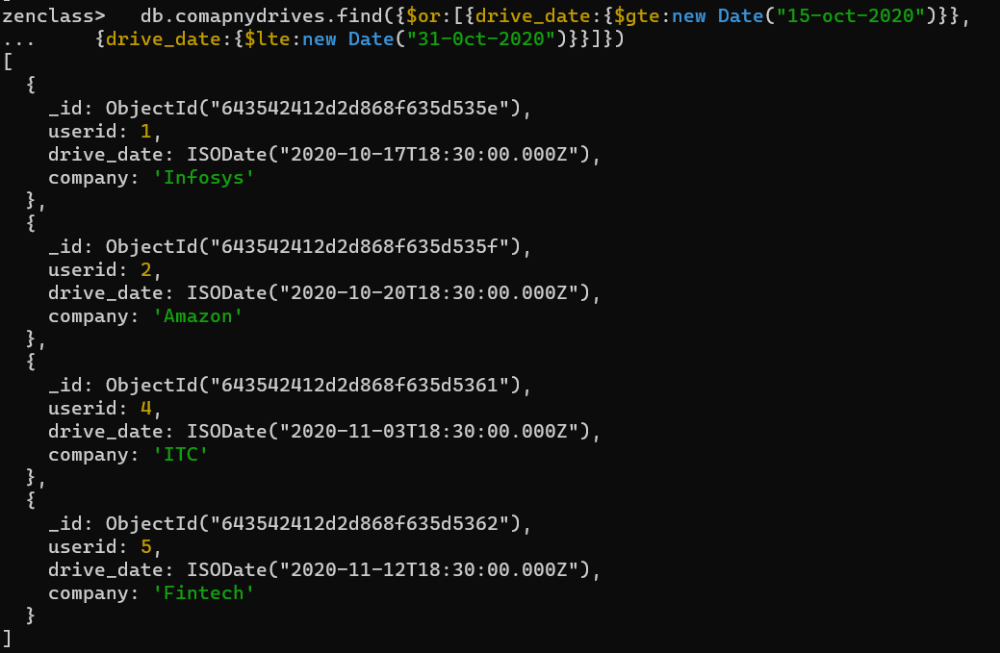 zenclass>   db.comapnydrives.find({$or:[{drive_date:{$gte:new Date("15-oct-2020")}},
...     {drive_date:{$lte:new Date("31-0ct-2020")}}]})
[
  {
    _id: ObjectId("643542412d2d868f635d535e"),
    userid: 1,
    drive_date: ISODate("2020-10-17T18:30:00.000Z"),
    company: 'Infosys'
  },
  {
    _id: ObjectId("643542412d2d868f635d535f"),
    userid: 2,
    drive_date: ISODate("2020-10-20T18:30:00.000Z"),
    company: 'Amazon'
  },
  {
    _id: ObjectId("643542412d2d868f635d5361"),
    userid: 4,
    drive_date: ISODate("2020-11-03T18:30:00.000Z"),
    company: 'ITC'
  },
  {
    _id: ObjectId("643542412d2d868f635d5362"),
    userid: 5,
    drive_date: ISODate("2020-11-12T18:30:00.000Z"),
    company: 'Fintech'
  }
]